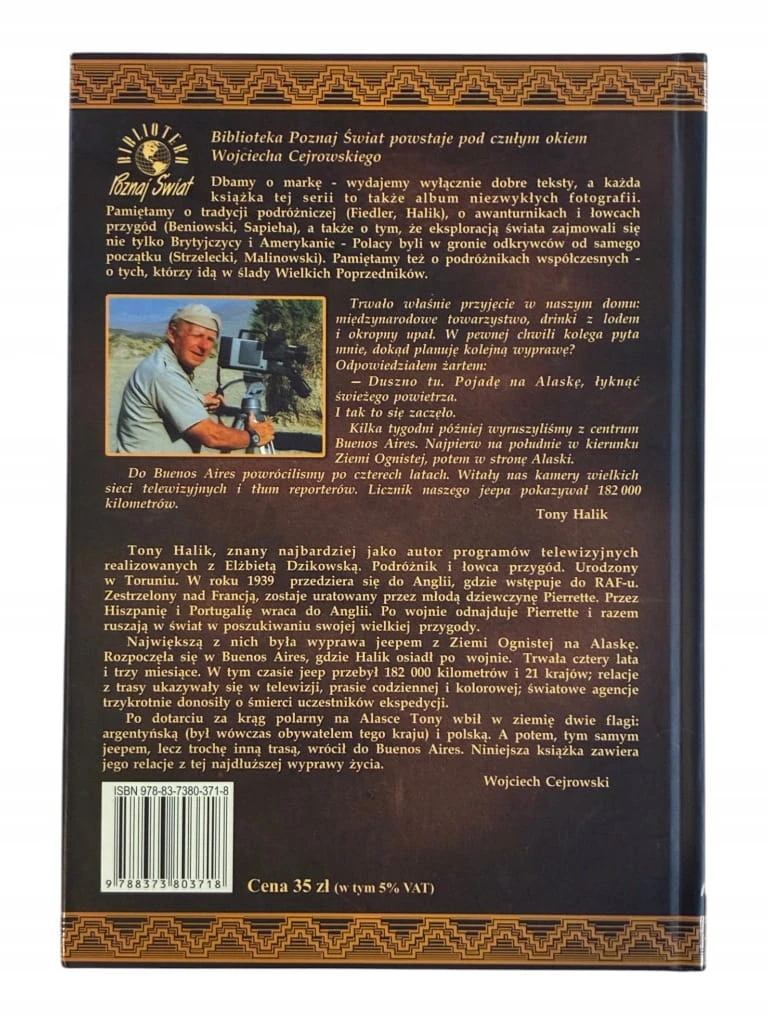 BIBLIOTEKA
Poznaj Świat
Biblioteka Poznaj Świat powstaje pod czułym okiem
Wojciecha Cejrowskiego
Dbamy o markę - wydajemy wyłącznie dobre teksty, a każda
książka tej serii to także album niezwykłych fotografii.
Pamiętamy o tradycji podróżniczej (Fiedler, Halik), o awanturnikach i łowcach
przygód (Beniowski, Sapieha), a także o tym, że eksploracją świata zajmowali się
nie tylko Brytyjczycy i Amerykanie - Polacy byli w gronie odkrywców od samego
początku (Strzelecki, Malinowski). Pamiętamy też o podróżnikach współczesnych -
o tych, którzy idą w ślady Wielkich Poprzedników.
Trwało właśnie przyjęcie w naszym domu:
międzynarodowe towarzystwo, drinki z lodem
i okropny upał. W pewnej chwili kolega pyta
mnie, dokąd planuję kolejną wyprawę?
Odpowiedziałem żartem:
— Duszno tu. Pojadę na Alaskę, łyknąć
świeżego powietrza.
I tak to się zaczęło.
Kilka tygodni później wyruszyliśmy z centrum
Buenos Aires. Najpierw na południe w kierunku
Ziemi Ognistej, potem w stronę Alaski.
Do Buenos Aires powróciliśmy po czterech latach. Witały nas kamery wielkich
sieci telewizyjnych i tłum reporterów. Licznik naszego jeepa pokazywał 182 000
kilometrów.
Tony Halik
Tony Halik, znany najbardziej jako autor programów telewizyjnych
realizowanych z Elżbietą Dzikowską. Podróżnik i łowca przygód. Urodzony
w Toruniu. W roku 1939 przedziera się do Anglii, gdzie wstępuje do RAF-u.
Zestrzelony nad Francją, zostaje uratowany przez młodą dziewczynę Pierrette. Przez
Hiszpanię i Portugalię wraca do Anglii. Po wojnie odnajduje Pierrette i razem
ruszają w świat w poszukiwaniu swojej wielkiej przygody.
Największą z nich była wyprawa jeepem z Ziemi Ognistej na Alaskę.
Rozpoczęła się w Buenos Aires, gdzie Halik osiadł po wojnie. Trwała cztery lata
i trzy miesiące. W tym czasie jeep przebył 182 000 kilometrów i 21 krajów; relacje
z trasy ukazywały się w telewizji, prasie codziennej i kolorowej; światowe agencje
trzykrotnie donosiły o śmierci uczestników ekspedycji.
Po dotarciu za krąg polarny na Alasce Tony wbił w ziemię dwie flagi:
argentyńską (był wówczas obywatelem tego kraju) i polską. A potem, tym samym
jeepem, lecz trochę inną trasą, wrócił do Buenos Aires. Niniejsza książka zawiera
jego relacje z tej najdłuższej wyprawy życia.
Wojciech Cejrowski
ISBN 978-83-7380-371-8
9 788373 803718
Cena 35 zł (w tym 5% VAT)